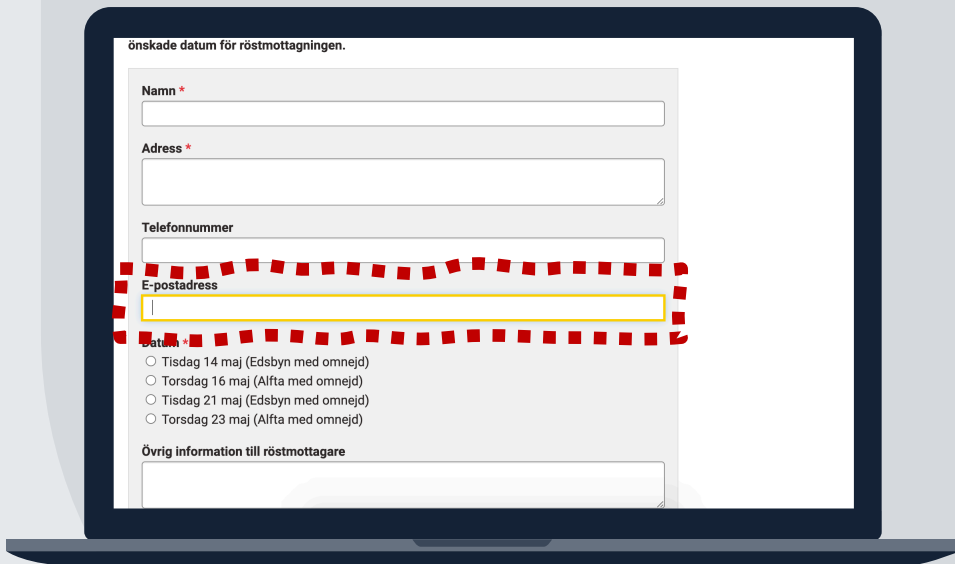 önskade datum för röstmottagningen.
Namn *
Adress *
Telefonnummer
E-postadress
Datum *
Tisdag 14 maj (Edsbyn med omnejd)
Torsdag 16 maj (Alfta med omnejd)
Tisdag 21 maj (Edsbyn med omnejd)
Torsdag 23 maj (Alfta med omnejd)
Övrig information till röstmottagare